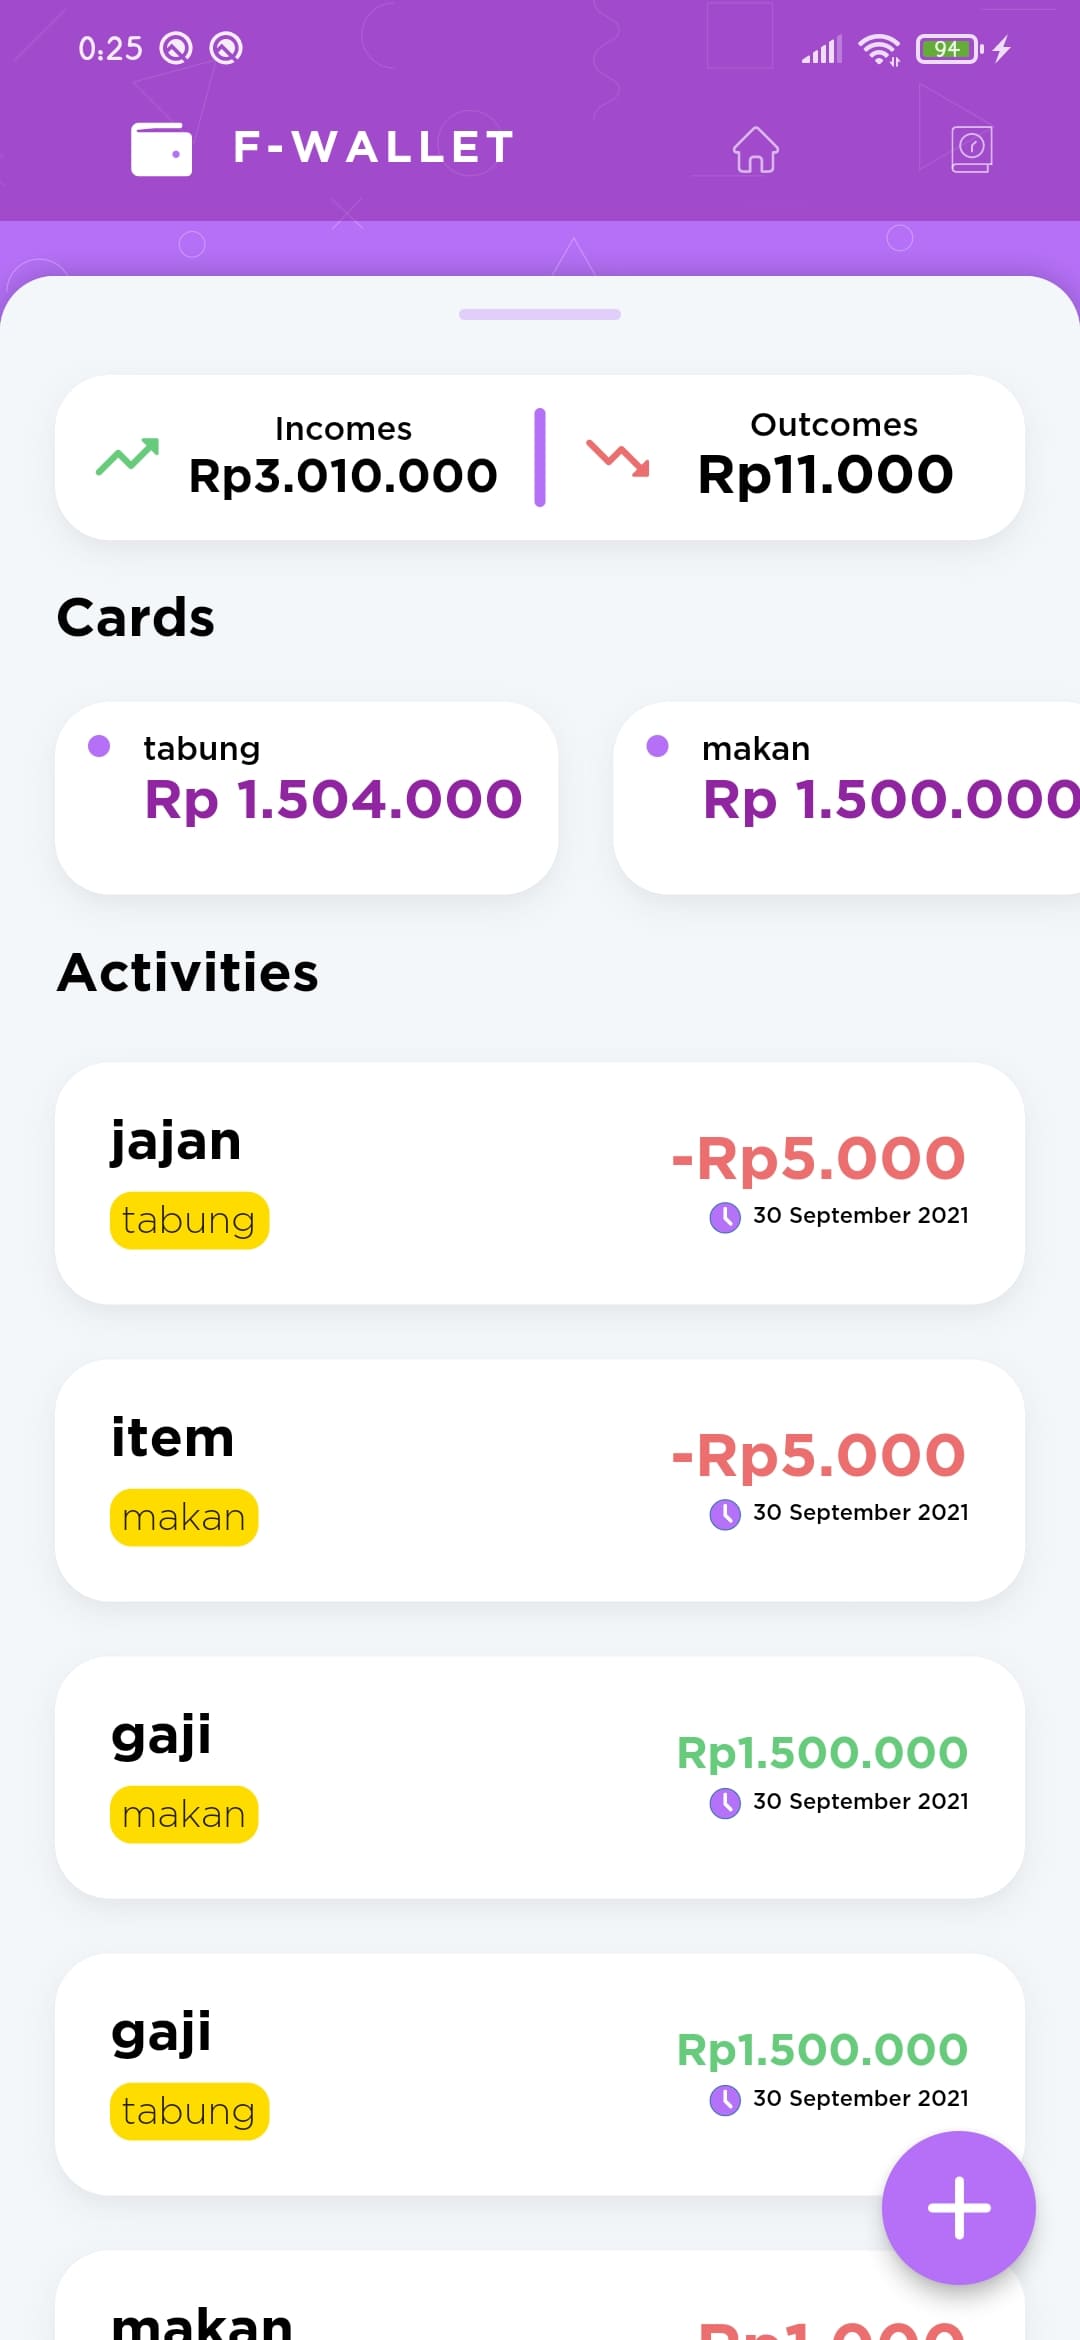 0:25
94
F-WALLET
Incomes
Rp3.010.000
Outcomes
Rp11.000
Cards
tabung
Rp 1.504.000
makan
Rp 1.500.000
Activities
jajan
-Rp5.000
tabung
30 September 2021
item
-Rp5.000
makan
30 September 2021
gaji
Rp1.500.000
makan
30 September 2021
gaji
Rp1.500.000
tabung
30 September 2021
makan
Rp1.000